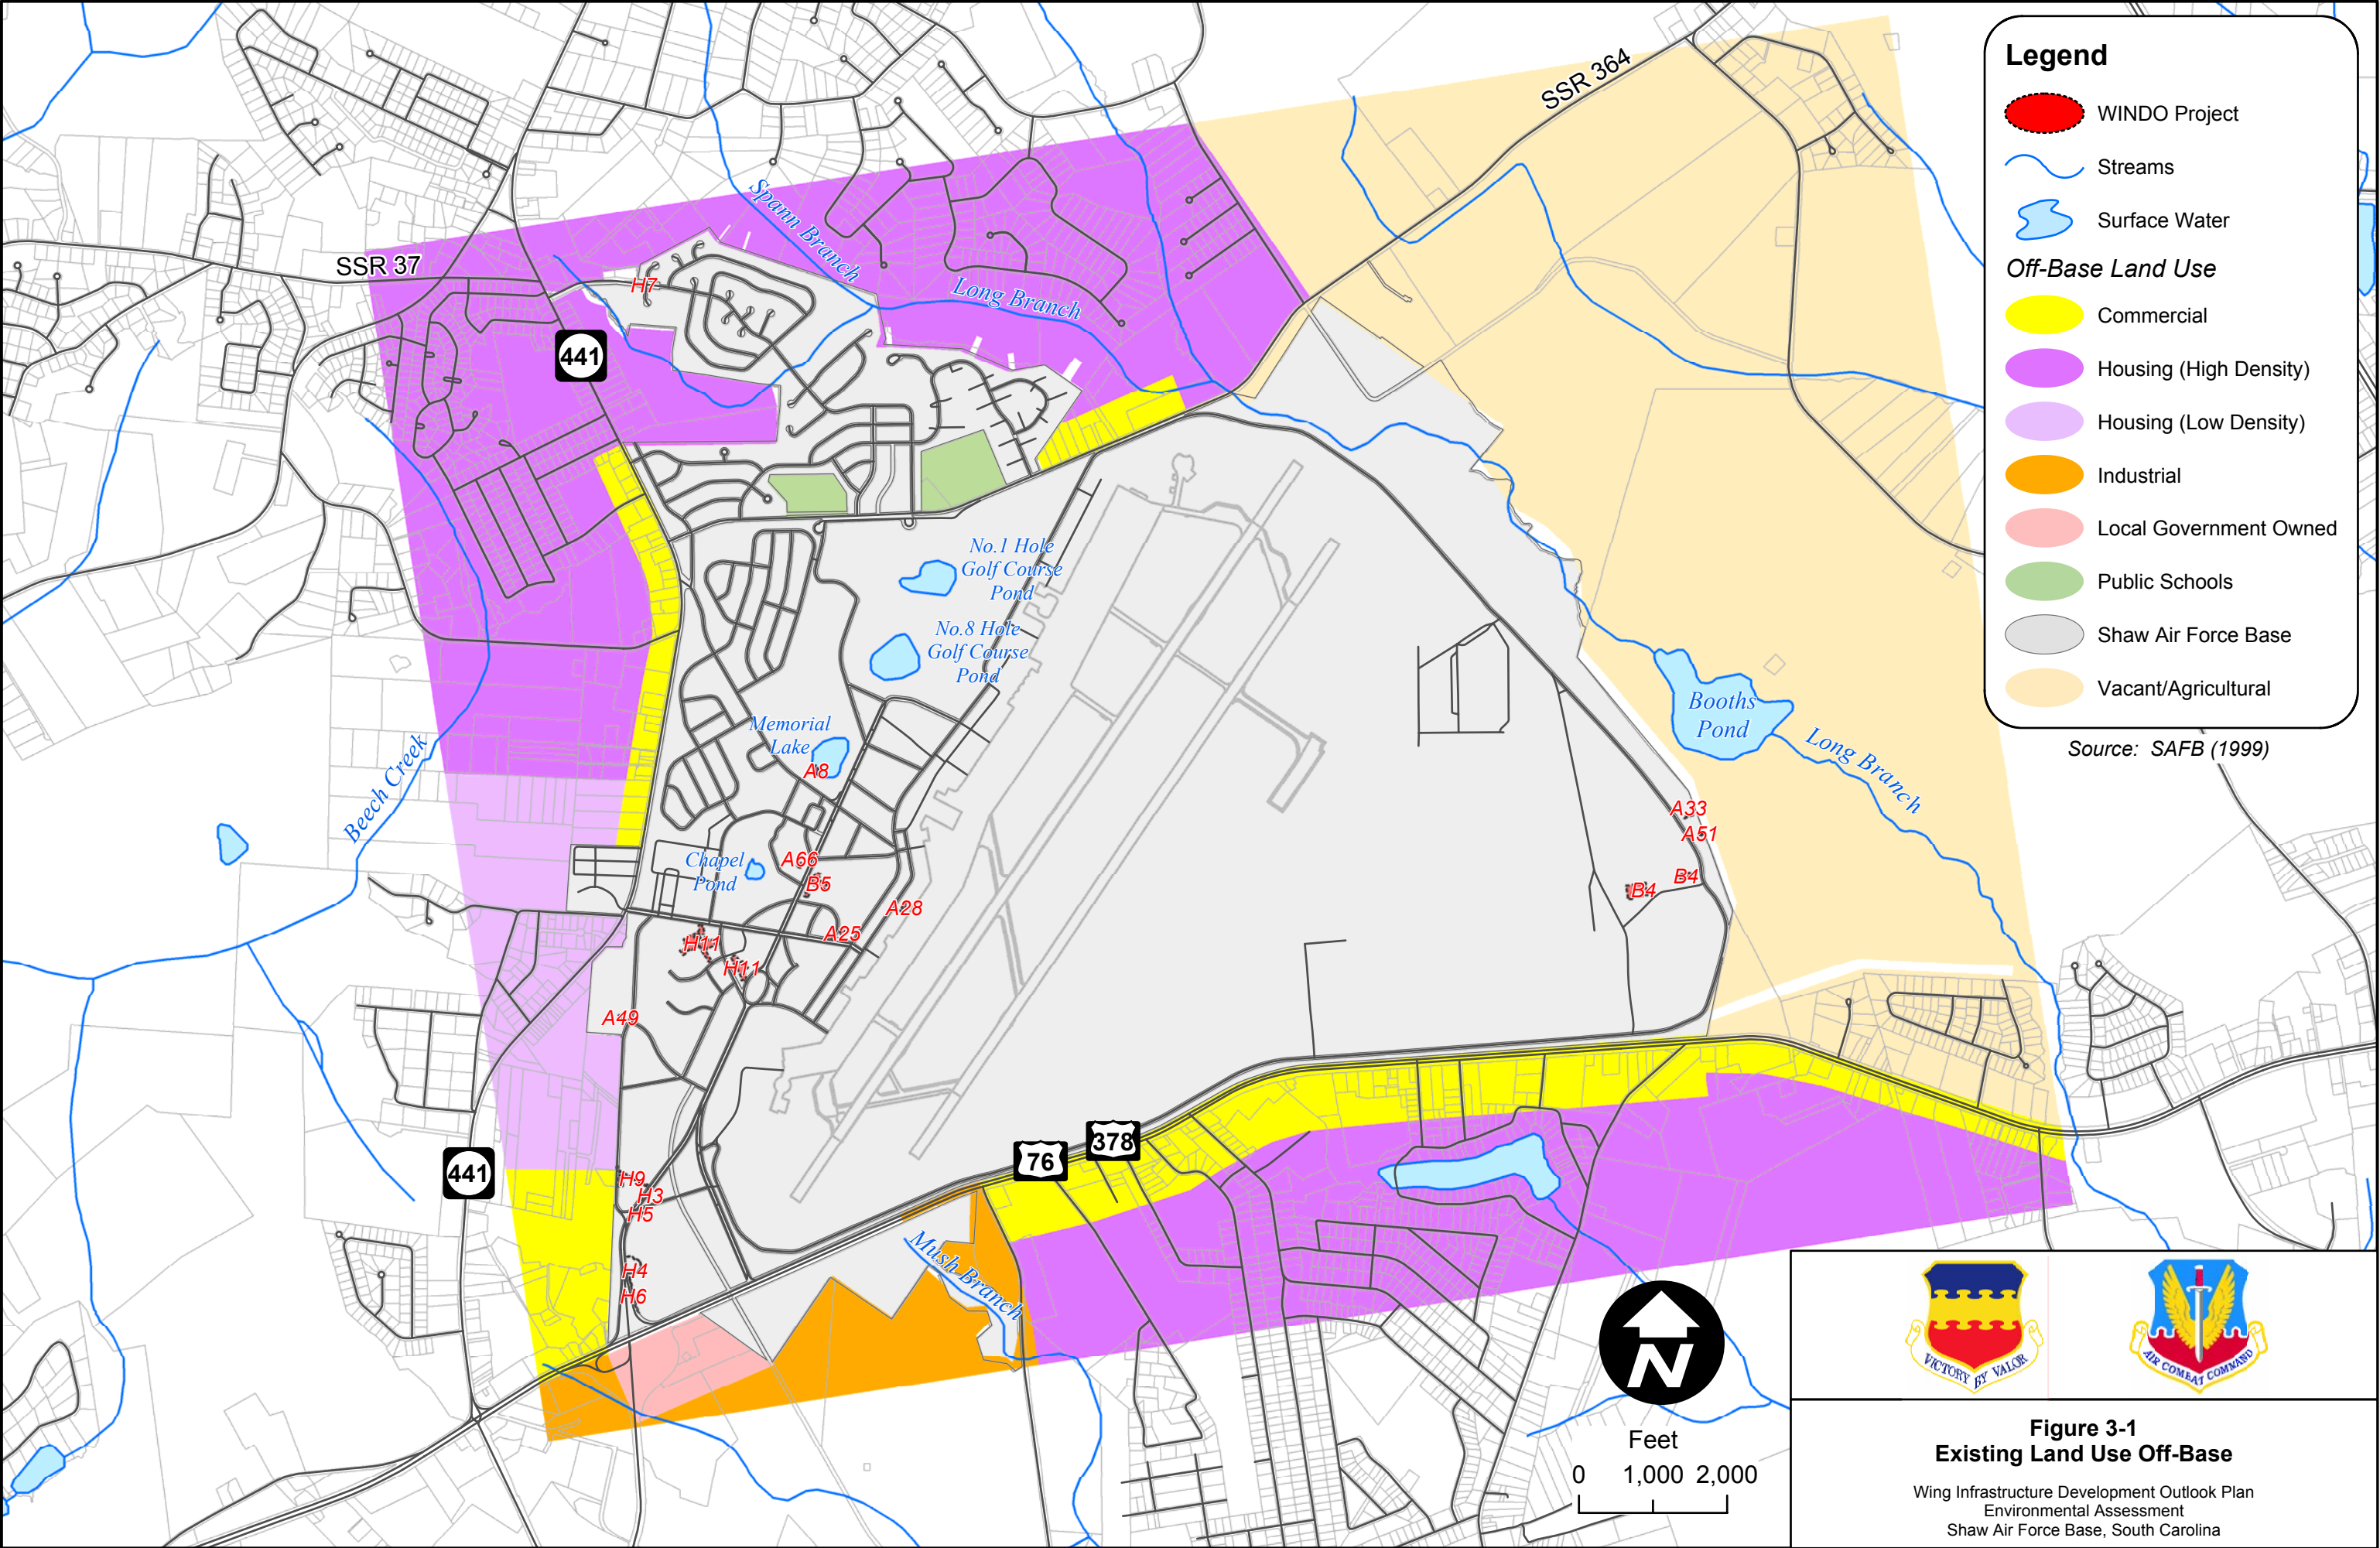 SSR 364
Legend
WINDO Project
Streams
Surface Water
Off-Base Land Use
Commercial
Housing (High Density)
Housing (Low Density)
Industrial
Local Government Owned
Public Schools
Shaw Air Force Base
Vacant/Agricultural
Source: SAFB (1999)
Spann Branch
SSR 37
H7
Long Branch
441
No.1 Hole
Golf Course
Pond
No.8 Hole
Golf Course
Pond
Memorial
Lake
A8
Booths
Pond
Long Branch
Beech Creek
A33
A51
Chapel
Pond
A66
B5
B4
B4
A28
A25
H11
H11
A49
441
H9
H3
H5
H4
H6
76
378
Mush Branch
N
Feet
0 1,000 2,000
VICTORY BY VALOR
AIR COMBAT COMMAND
Figure 3-1
Existing Land Use Off-Base
Wing Infrastructure Development Outlook Plan
Environmental Assessment
Shaw Air Force Base, South Carolina